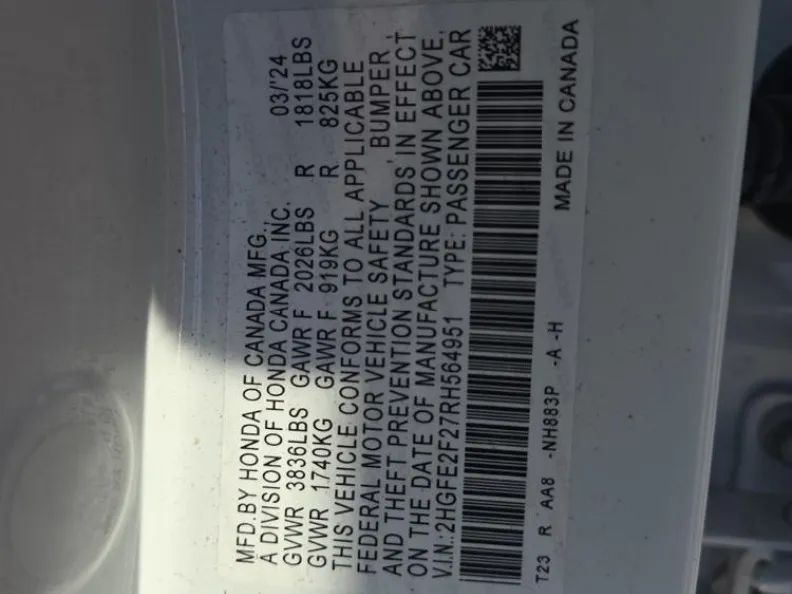 MFD.BY HONDA OF CANADA MFG., 03/'24
A DIVISION OF HONDA CANADA INC.
GVWR 3836LBS GAWR F 2026LBS R 1818LBS
GVWR 1740KG GAWR F 919KG R 825KG
THIS VEHICLE CONFORMS TO ALL APPLICABLE
FEDERAL MOTOR VEHICLE SAFETY, BUMPER,
AND THEFT PREVENTION STANDARDS IN EFFECT
ON THE DATE OF MANUFACTURE SHOWN ABOVE.
V.I.N.:2HGFE2F27RH564951 TYPE: PASSENGER CAR
T23 R AA8 -NH883P -A -H
MADE IN CANADA